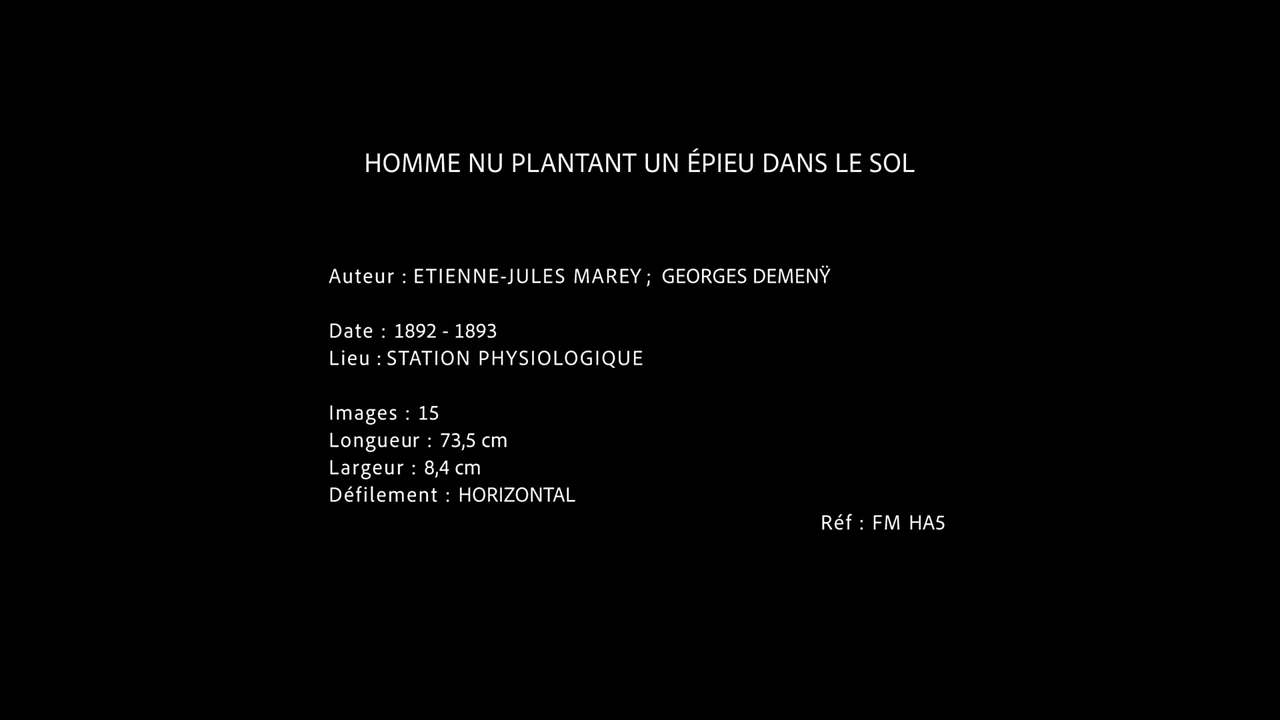 HOMME NU PLANTANT UN ÉPIEU DANS LE SOL
Auteur : ETIENNE-JULES MAREY ; GEORGES DEMENŸ
Date : 1892 - 1893
Lieu : STATION PHYSIOLOGIQUE
Images : 15
Longueur : 73,5 cm
Largeur : 8,4 cm
Défilement : HORIZONTAL
Réf : FM HA5